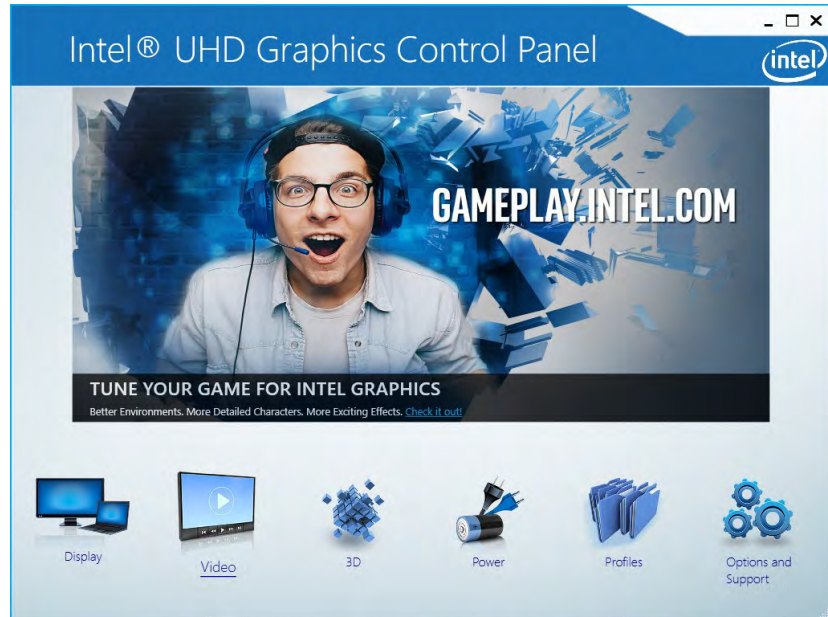 Intel® UHD Graphics Control Panel
intel
GAMEPLAY.INTEL.COM
TUNE YOUR GAME FOR INTEL GRAPHICS
Better Environments. More Detailed Characters. More Exciting Effects. Check it out!
Display
Video
3D
Power
Profiles
Options and
Support